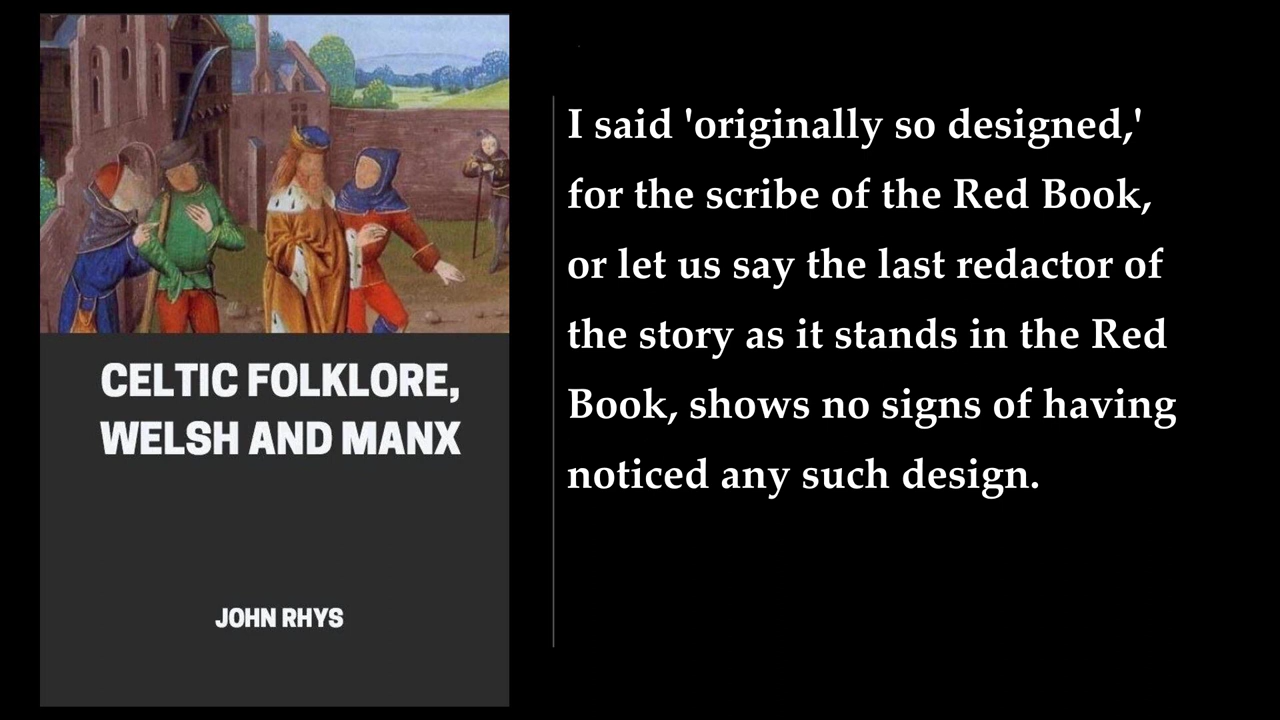 CELTIC FOLKLORE,
WELSH AND MANX
JOHN RHYS
I said 'originally so designed,'
for the scribe of the Red Book,
or let us say the last redactor of
the story as it stands in the Red
Book, shows no signs of having
noticed any such design.